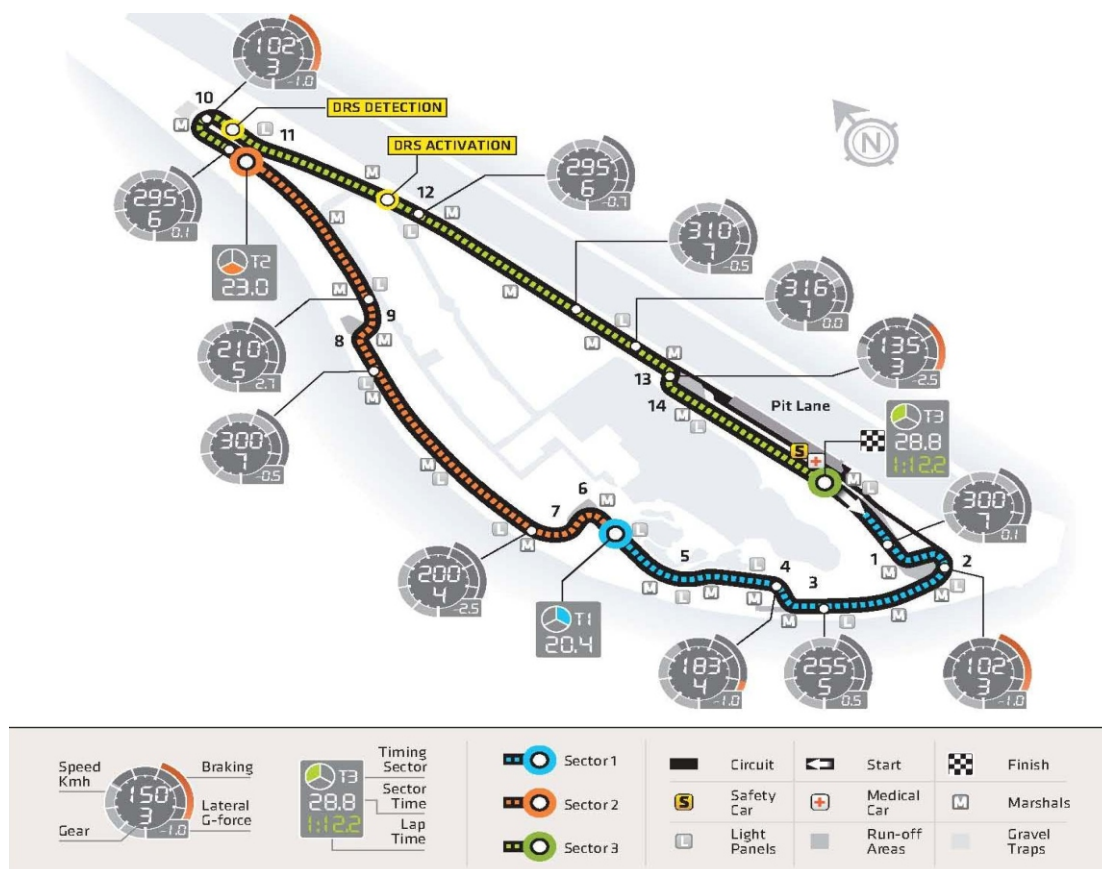 102
3
-1.0
10
DRS DETECTION
M
L
11
DRS ACTIVATION
N
M
12
295
6
-0.7
295
6
0.1
M
L
M
310
7
-0.5
T2
23.0
M
L
M
316
7
0.0
9
8
M
L
M
M
135
3
-2.5
210
5
2.7
13
14
L
M
M
L
Pit Lane
T3
28.8
1:12.2
300
7
-0.5
S
M
L
M
L
6
7
M
L
M
L
300
7
0.1
1
M
2
L
M
200
4
-2.5
5
L
4
3
M
L
M
M
M
L
M
T1
20.4
183
4
-1.0
255
5
0.5
102
3
-1.0
Speed
Kmh
Braking
150
3
-1.0
Gear
Lateral
G-force
T3
28.8
1:12.2
Timing
Sector
Sector
Time
Lap
Time
Sector 1
Sector 2
Sector 3
Circuit
Start
Finish
S
Safety
Car
Medical
Car
M
Marshals
L
Light
Panels
Run-off
Areas
Gravel
Traps